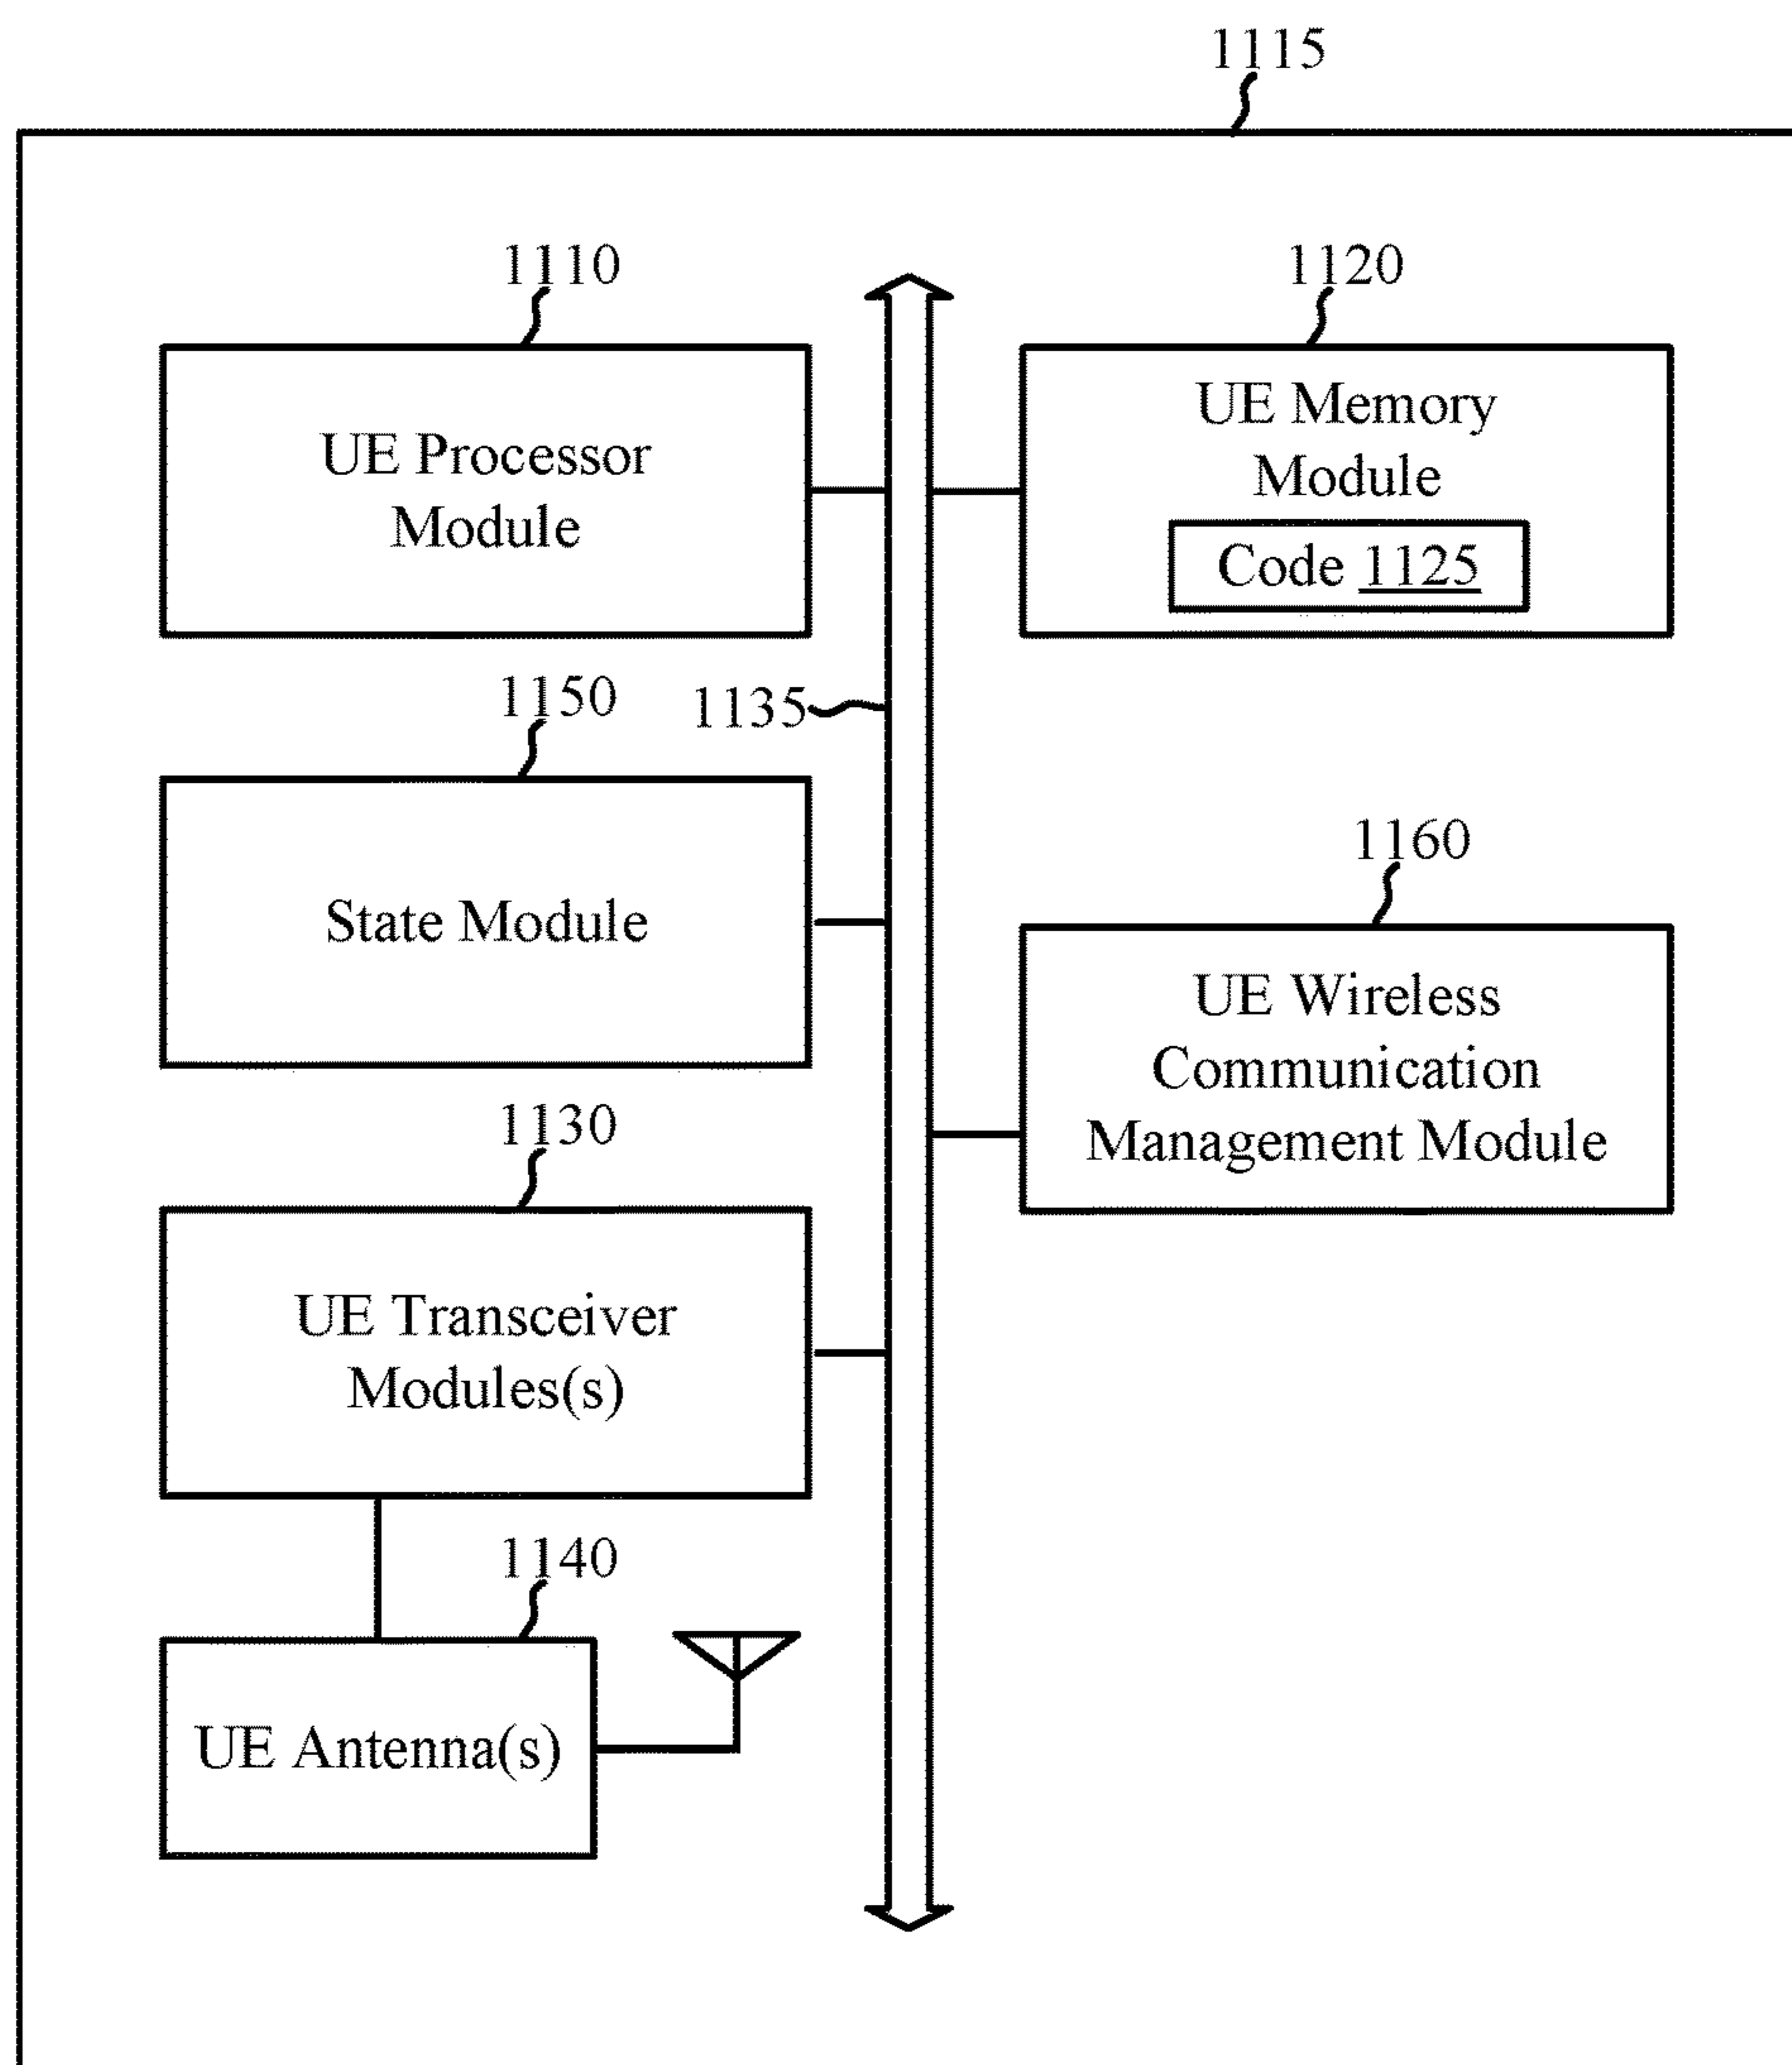 1115
1110
UE Processor
Module
1120
UE Memory
Module
Code 1125
1150
State Module
1135
1160
UE Wireless
Communication
Management Module
1130
UE Transceiver
Modules(s)
1140
UE Antenna(s)